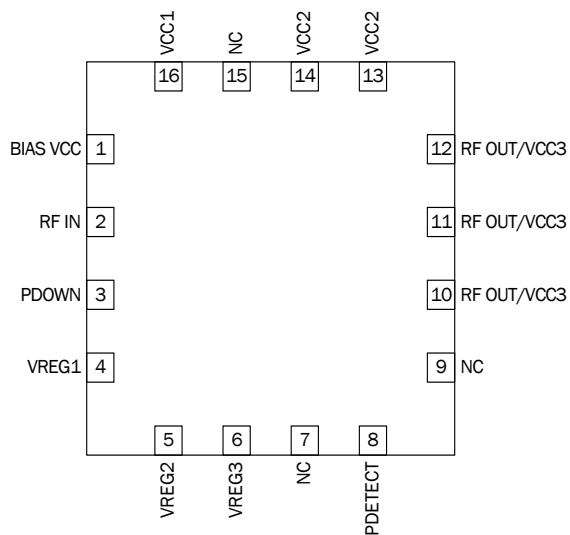 VCC1
NC
VCC2
VCC2
16
15
14
13
BIAS VCC 1
12 RF OUT/VCC3
RF IN 2
11 RF OUT/VCC3
PDOWN 3
10 RF OUT/VCC3
VREG1 4
9 NC
5
6
7
8
VREG2
VREG3
NC
PDETECT